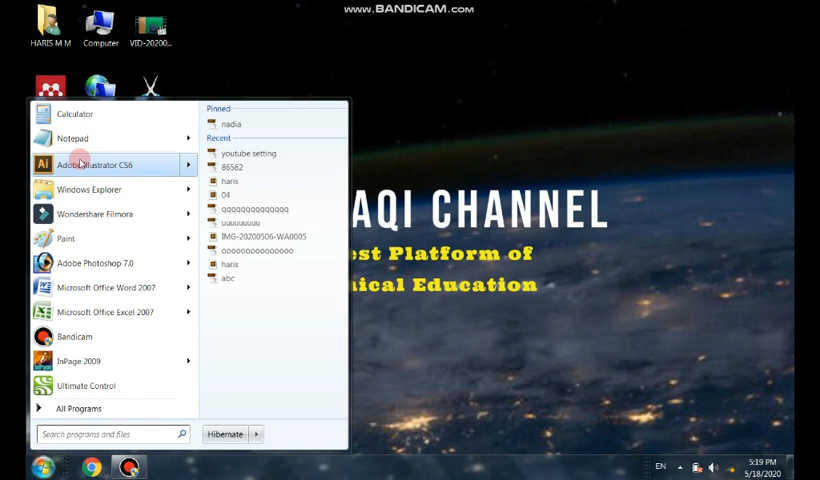 www.BANDICAM.com
HARIS M M
Computer
VID-20200...
Calculator
Notepad
Adobe Illustrator CS6
Windows Explorer
Wondershare Filmora
Paint
Adobe Photoshop 7.0
Microsoft Office Word 2007
Microsoft Office Excel 2007
Bandicam
InPage 2009
Ultimate Control
All Programs
Search programs and files
Pinned
nadia
Recent
youtube setting
86562
haris
04
qqqqqqqqqqqqqq
uuuuuuuuu
IMG-20200506-WA0005
oooooooooooooo
haris
abc
Hibernate
AQI CHANNEL
est Platform of
nical Education
EN
5:19 PM
5/18/2020